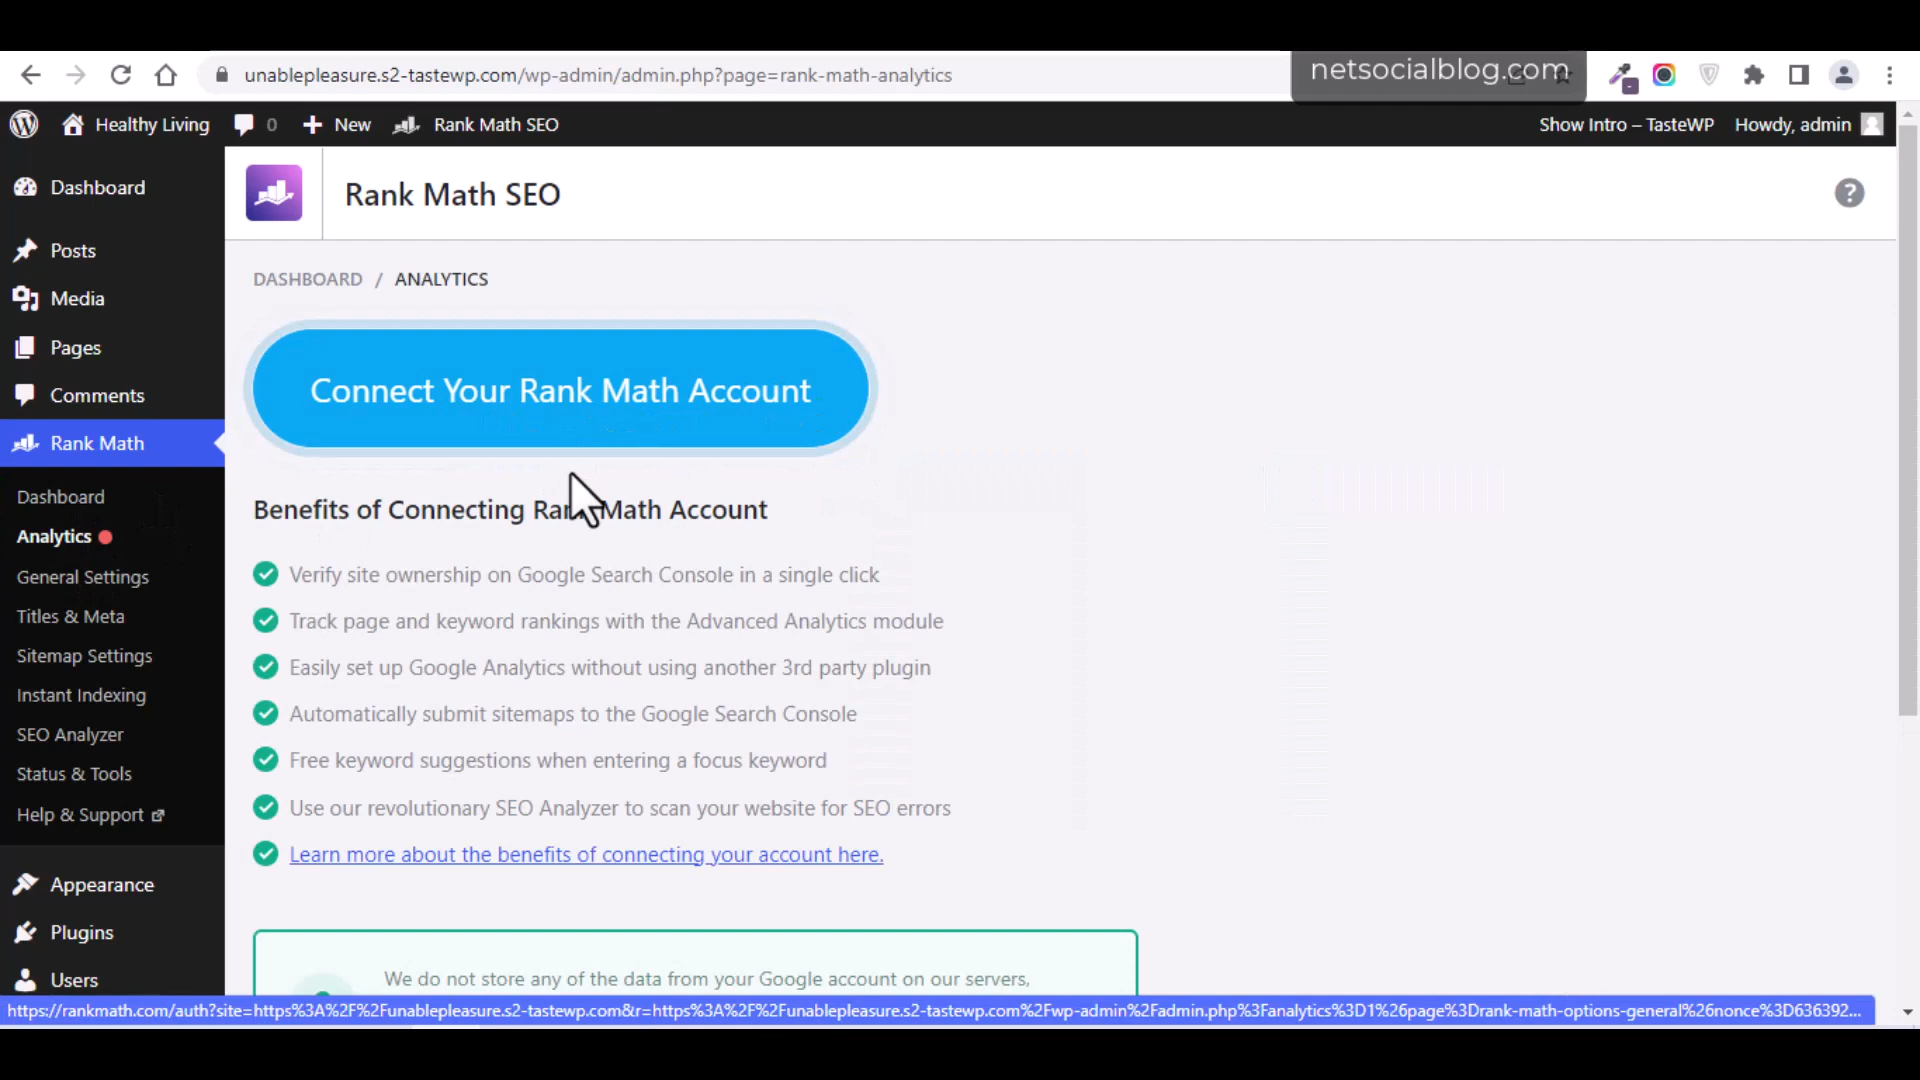 unablepleasure.s2-tastewp.com/wp-admin/admin.php?page=rank-math-analytics
netsocialblog.com
Healthy Living
0
New
Rank Math SEO
Show Intro – TasteWP
Howdy, admin
Dashboard
Posts
Media
Pages
Comments
Rank Math
Dashboard
Analytics
General Settings
Titles & Meta
Sitemap Settings
Instant Indexing
SEO Analyzer
Status & Tools
Help & Support
Appearance
Plugins
Users
Rank Math SEO
?
DASHBOARD / ANALYTICS
Connect Your Rank Math Account
Benefits of Connecting Rank Math Account
Verify site ownership on Google Search Console in a single click
Track page and keyword rankings with the Advanced Analytics module
Easily set up Google Analytics without using another 3rd party plugin
Automatically submit sitemaps to the Google Search Console
Free keyword suggestions when entering a focus keyword
Use our revolutionary SEO Analyzer to scan your website for SEO errors
Learn more about the benefits of connecting your account here.
We do not store any of the data from your Google account on our servers,
https://rankmath.com/auth?site=https%3A%2F%2Funablepleasure.s2-tastewp.com&r=https%3A%2F%2Funablepleasure.s2-tastewp.com%2Fwp-admin%2Fadmin.php%3Fanalytics%3D1%26page%3Drank-math-options-general%26nonce%3D636392...